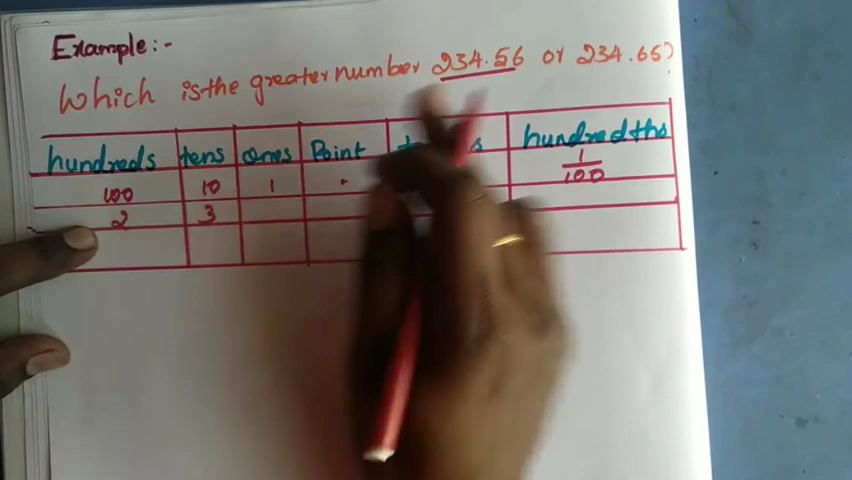 Example:-
Which is the greater number 234.56 or 234.65?
hundreds tens ones Point hundredths
100 10 1 . 1/100
2 3